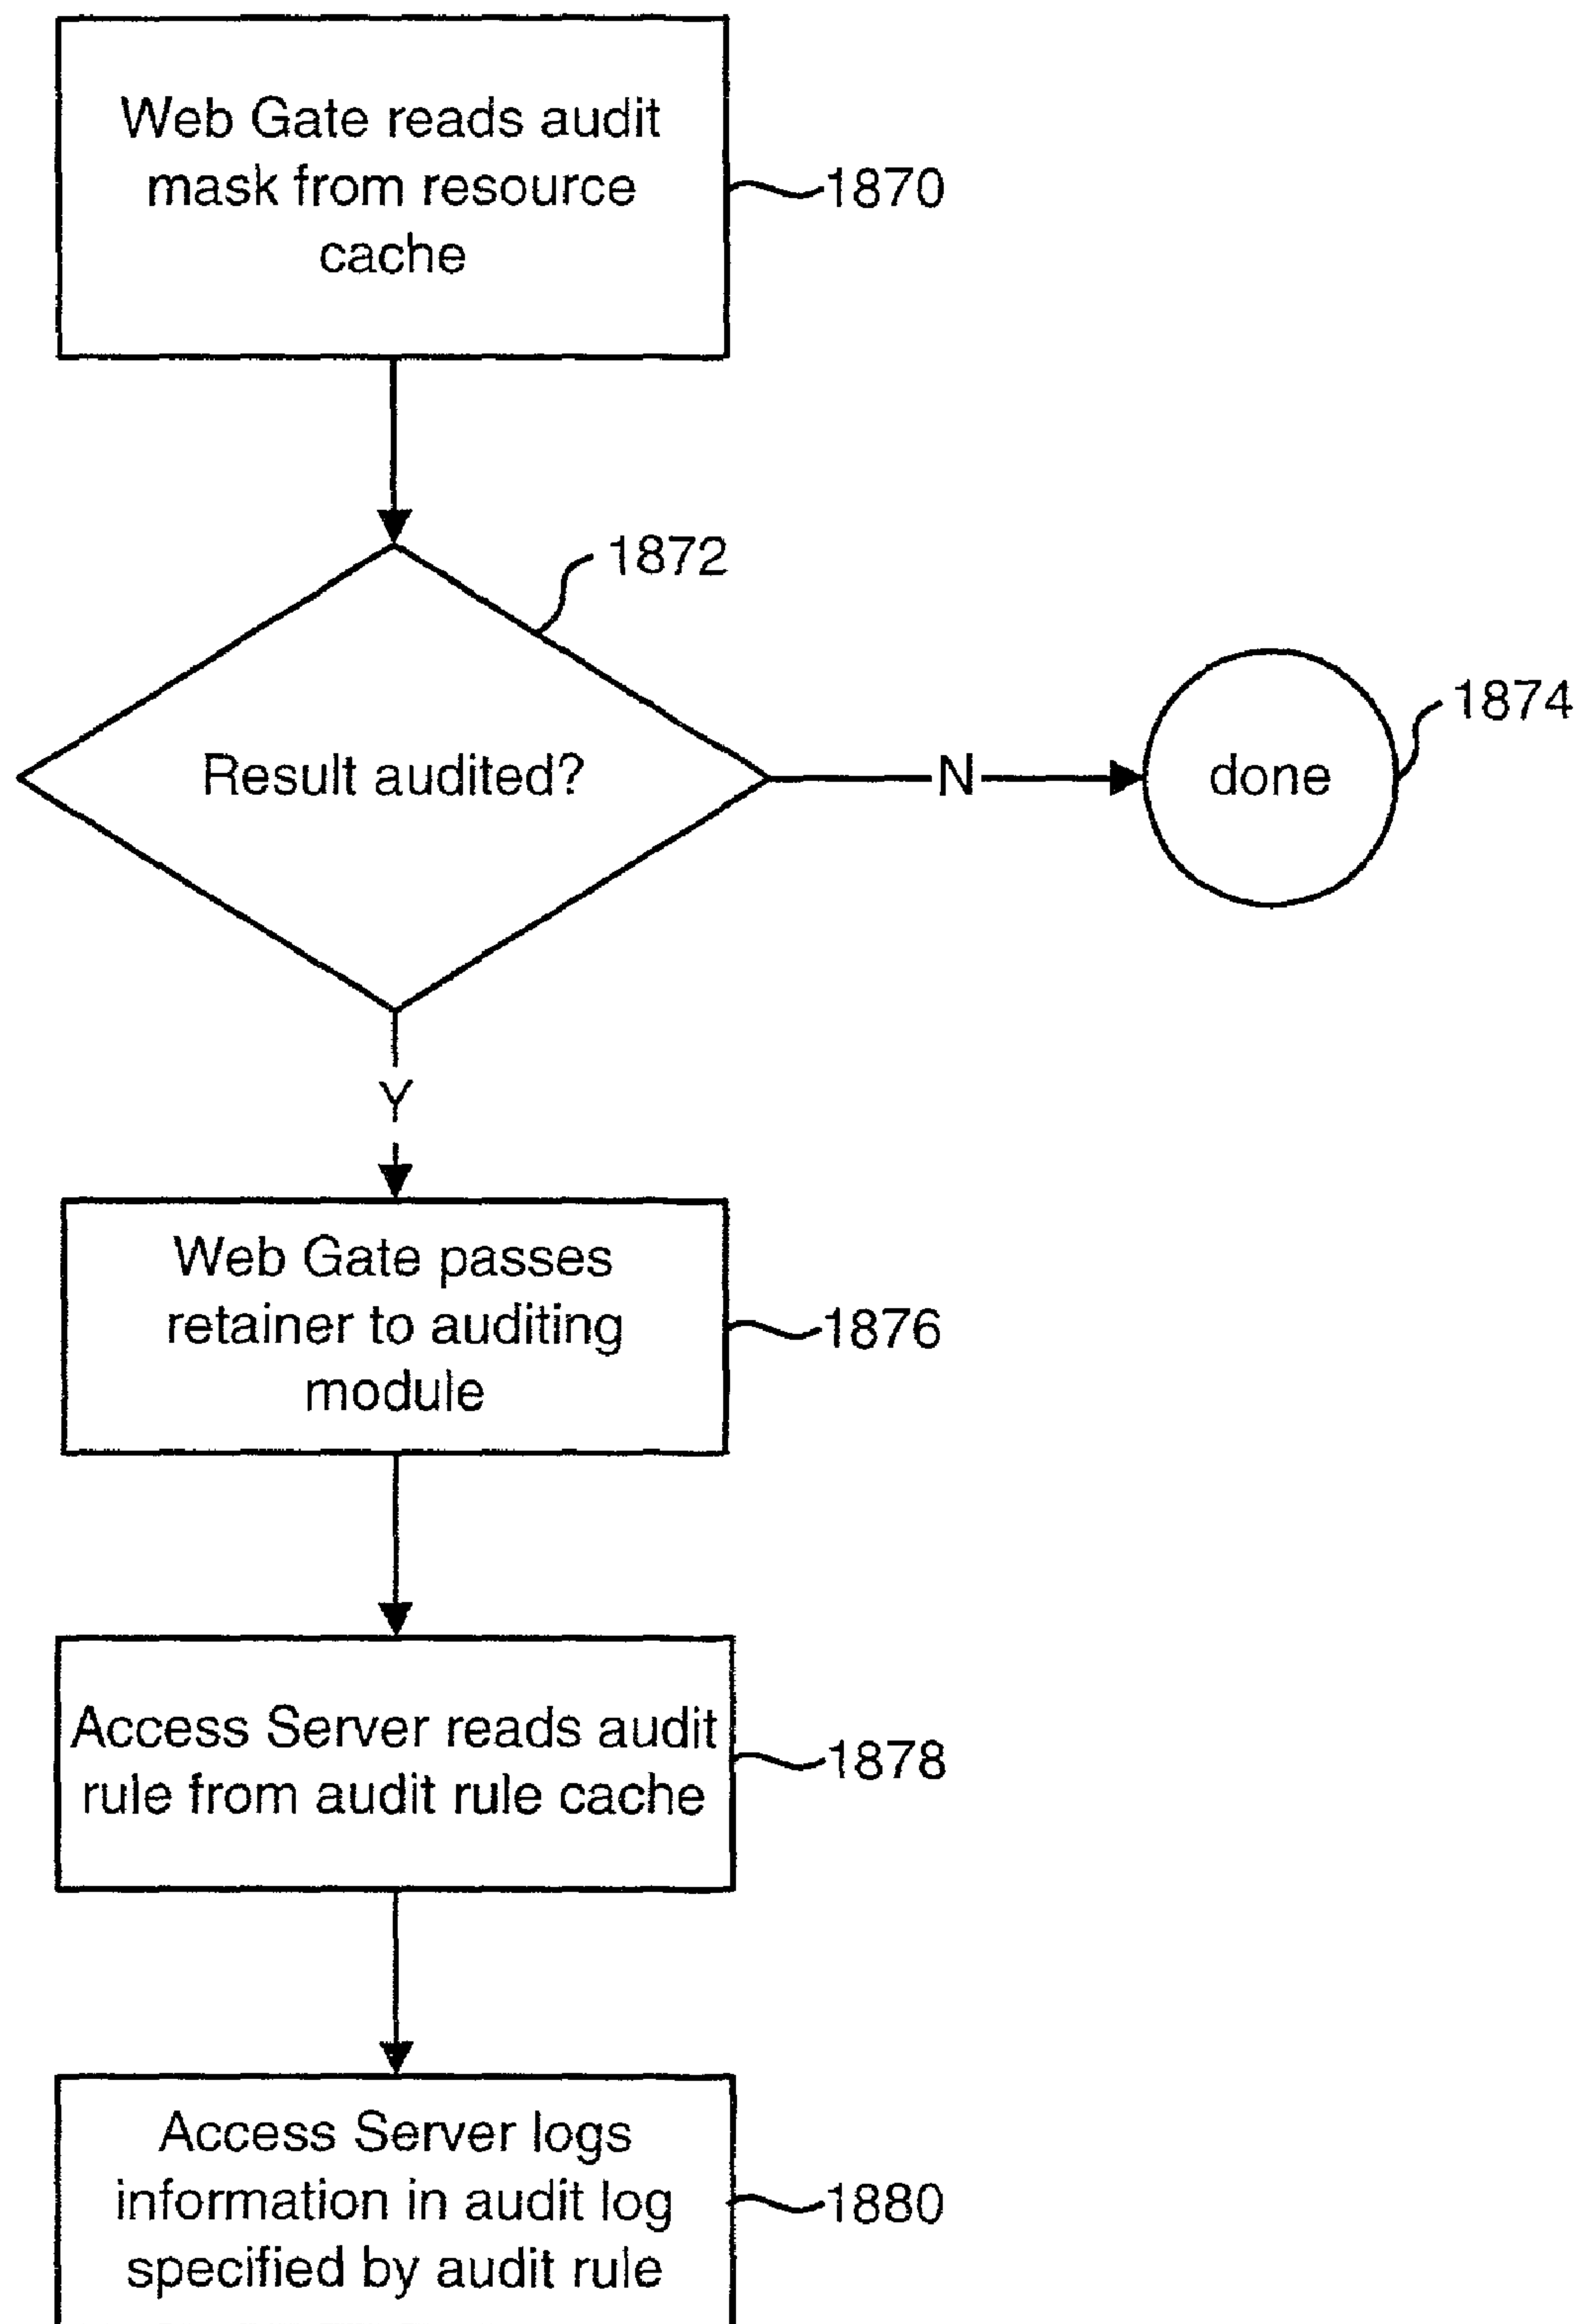 Web Gate reads audit
mask from resource
cache
1870
1872
Result audited?
N
done
1874
Y
Web Gate passes
retainer to auditing
module
1876
Access Server reads audit
rule from audit rule cache
1878
Access Server logs
information in audit log
specified by audit rule
1880